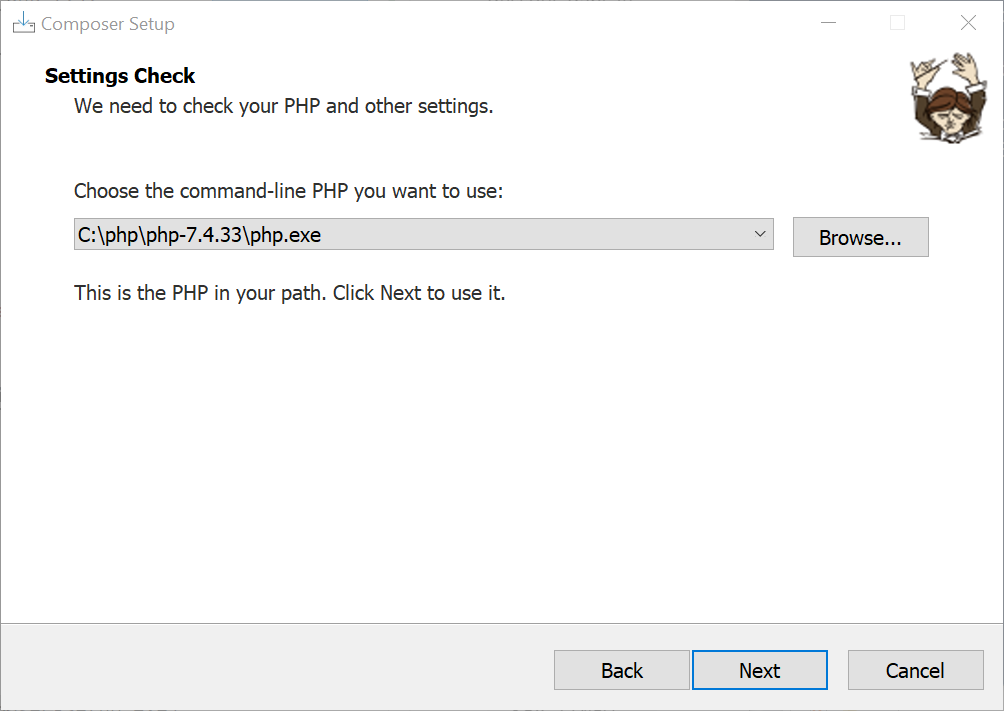 Composer Setup
Settings Check
We need to check your PHP and other settings.
Choose the command-line PHP you want to use:
C:\php\php-7.4.33\php.exe
Browse...
This is the PHP in your path. Click Next to use it.
Back
Next
Cancel